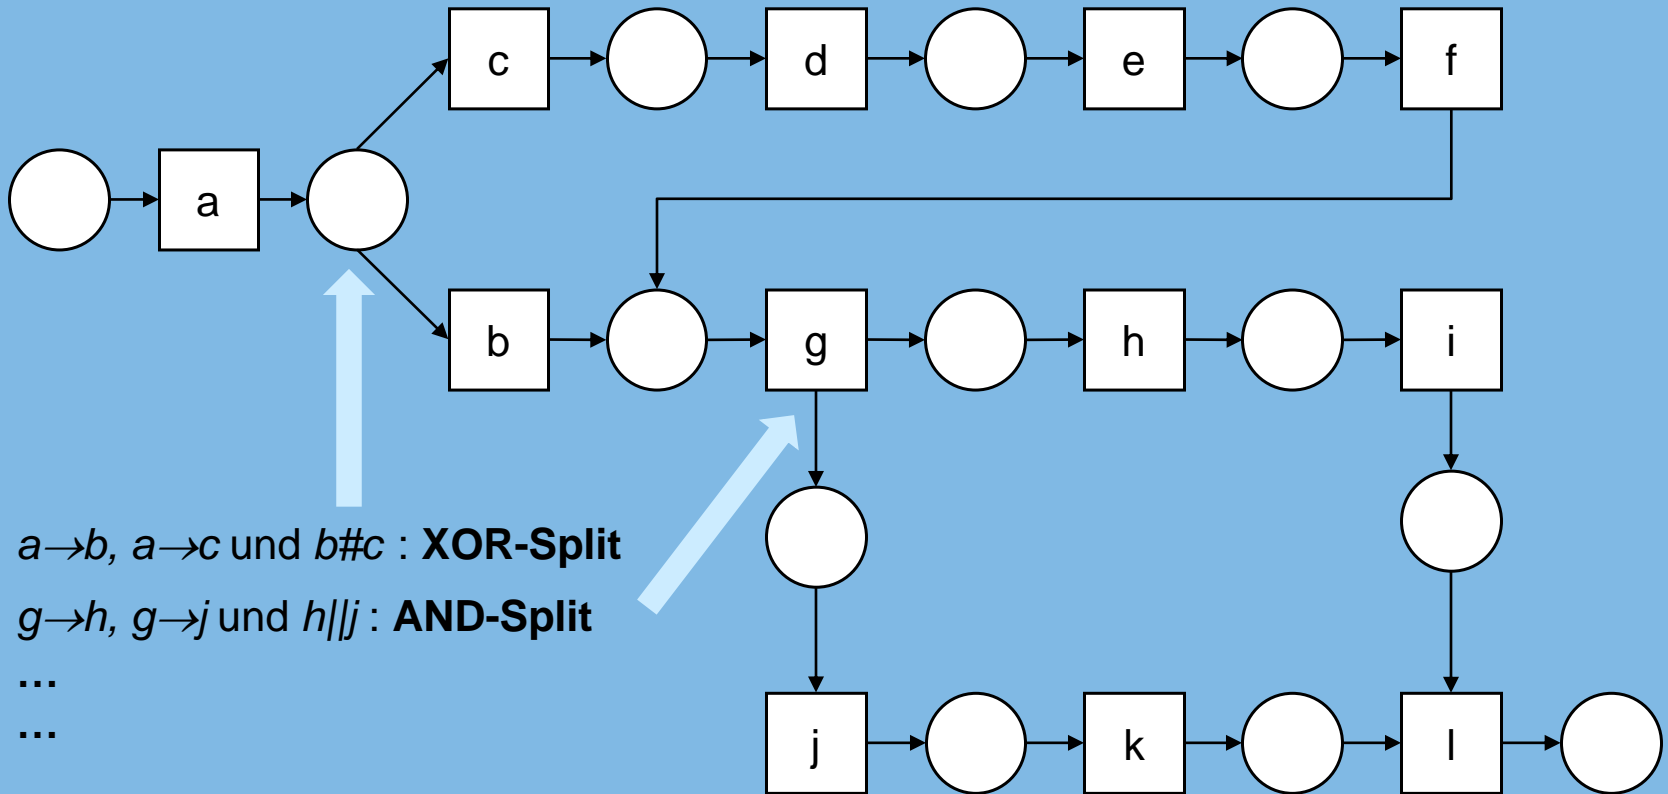 c
d
e
f
a
b
g
h
i
a→b, a→c und b#c : XOR-Split
g→h, g→j und h||j : AND-Split
...
...
j
k
l